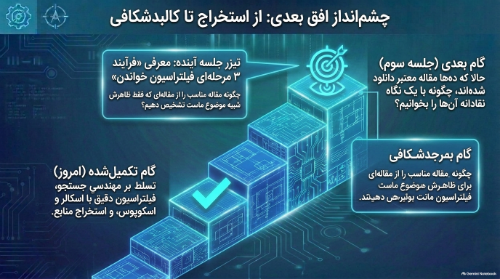 چشم‌انداز افق بعدی: از استخراج تا کالبدشکافی
گام بعدی (جلسه سوم)
حالا که ده‌ها مقاله معتبر دانلود
شده‌اند، چگونه با یک نگاه
نقادانه آن‌ها را بخوانیم؟
تیزر جلسه آینده: معرفی «فرآیند
۳ مرحله‌ای فیلتراسیون خواندن»
چگونه مقاله مناسب را از مقاله‌ای که فقط ظاهرش
شبیه موضوع ماست تشخیص دهیم؟
گام بمرجدشکافی
چگونه مقاله مناسب را از مقاله‌ای
برای ظاهرش موضوع ماست
فیلتراسیون مانت
گام تکمیل‌شده (امروز)
تسلط بر مهندسی جستجو،
فیلتراسیون دقیق با اسکالر و
اسکوپوس، و استخراج منابع.